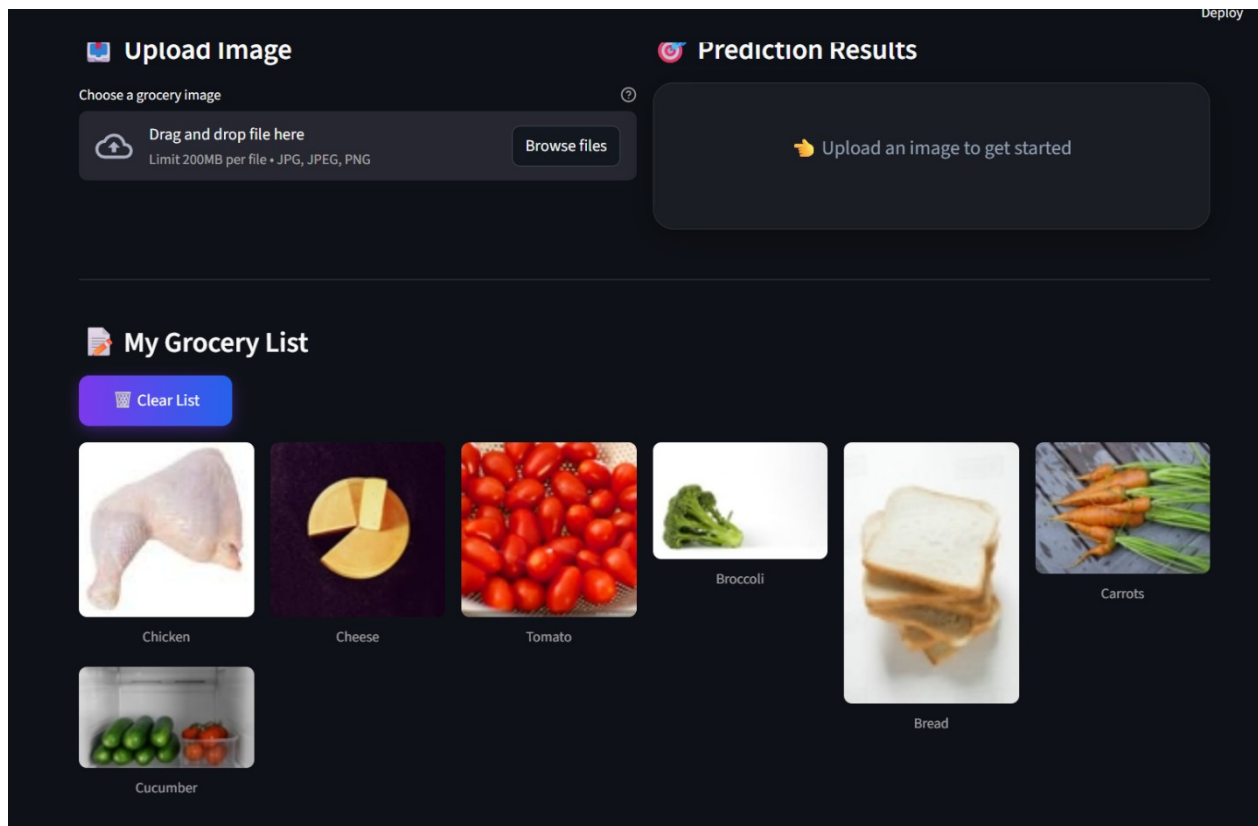 Deploy
Upload Image
Prediction Results
Choose a grocery image
Drag and drop file here
Limit 200MB per file • JPG, JPEG, PNG
Browse files
Upload an image to get started
My Grocery List
Clear List
Chicken
Cheese
Tomato
Broccoli
Bread
Carrots
Cucumber